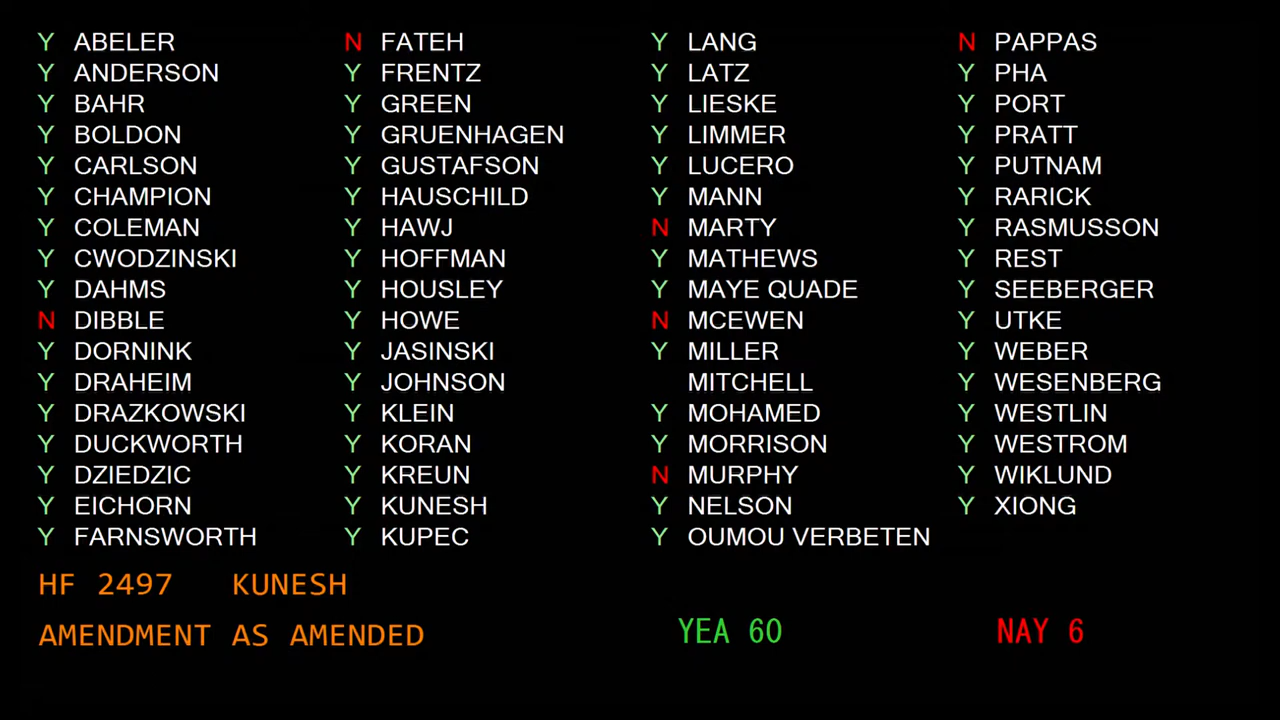 Y ABELER
Y ANDERSON
Y BAHR
Y BOLDON
Y CARLSON
Y CHAMPION
Y COLEMAN
Y CWODZINSKI
Y DAHMS
N DIBBLE
Y DORNINK
Y DRAHEIM
Y DRAZKOWSKI
Y DUCKWORTH
Y DZIEDZIC
Y EICHORN
Y FARNSWORTH
N FATEH
Y FRENTZ
Y GREEN
Y GRUENHAGEN
Y GUSTAFSON
Y HAUSCHILD
Y HAWJ
Y HOFFMAN
Y HOUSLEY
Y HOWE
Y JASINSKI
Y JOHNSON
Y KLEIN
Y KORAN
Y KREUN
Y KUNESH
Y KUPEC
Y LANG
Y LATZ
Y LIESKE
Y LIMMER
Y LUCERO
Y MANN
N MARTY
Y MATHEWS
Y MAYE QUADE
N MCEWEN
Y MILLER
MITCHELL
Y MOHAMED
Y MORRISON
N MURPHY
Y NELSON
Y OUMOU VERBETEN
N PAPPAS
Y PHA
Y PORT
Y PRATT
Y PUTNAM
Y RARICK
Y RASMUSSON
Y REST
Y SEEBERGER
Y UTKE
Y WEBER
Y WESENBERG
Y WESTLIN
Y WESTROM
Y WIKLUND
Y XIONG
HF 2497 KUNESH
AMENDMENT AS AMENDED
YEA 60
NAY 6